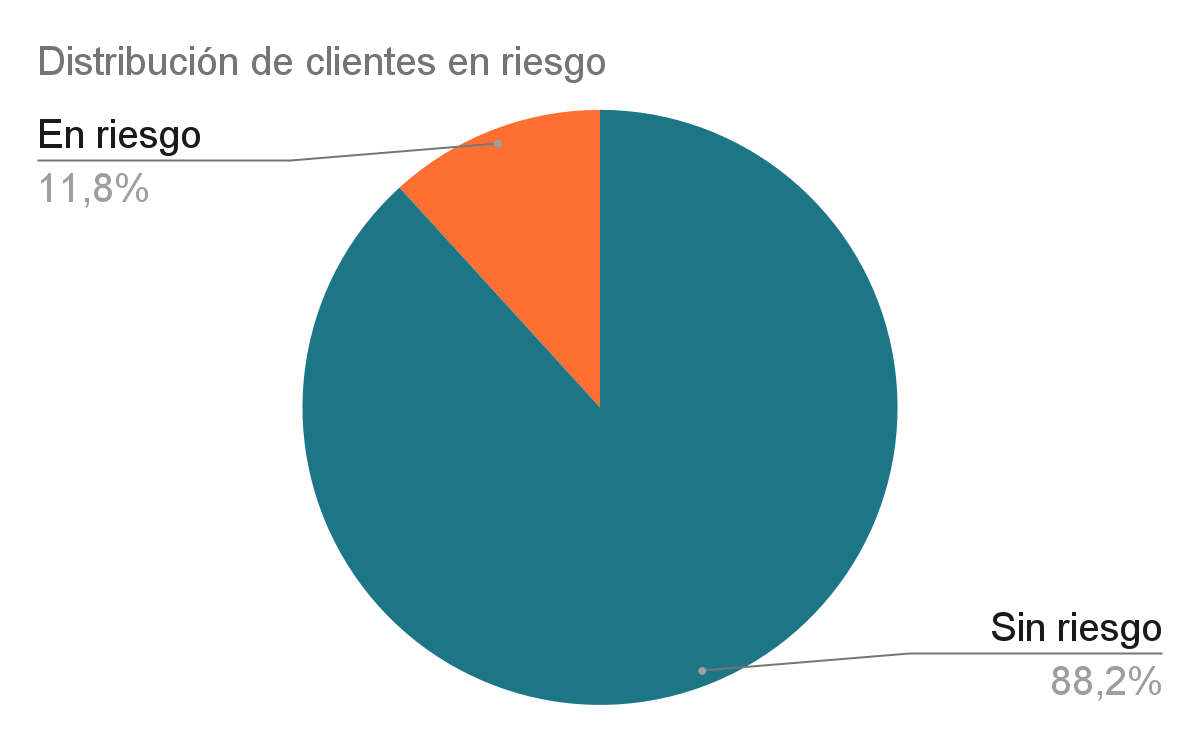 Distribución de clientes en riesgo
En riesgo
11,8%
Sin riesgo
88,2%